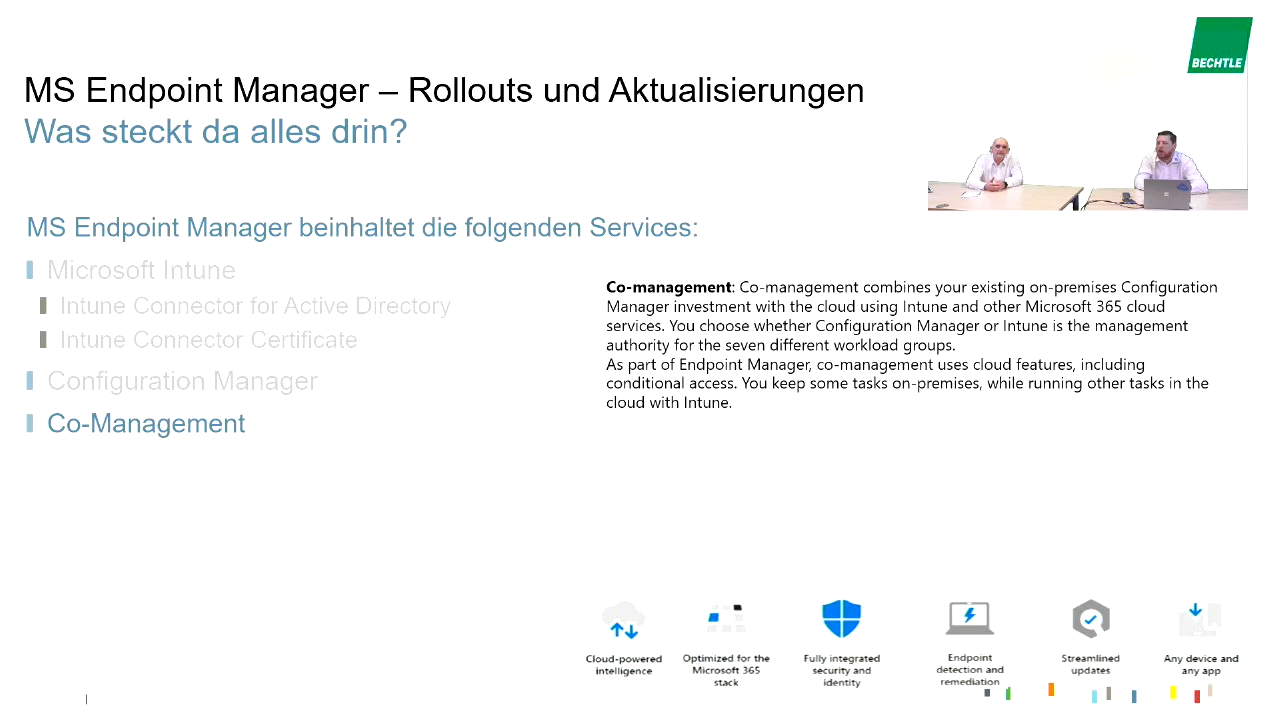 BECHTLE
MS Endpoint Manager – Rollouts und Aktualisierungen
Was steckt da alles drin?
MS Endpoint Manager beinhaltet die folgenden Services:
Microsoft Intune
Intune Connector for Active Directory
Intune Connector Certificate
Configuration Manager
Co-Management
Co-management: Co-management combines your existing on-premises Configuration
Manager investment with the cloud using Intune and other Microsoft 365 cloud
services. You choose whether Configuration Manager or Intune is the management
authority for the seven different workload groups.
As part of Endpoint Manager, co-management uses cloud features, including
conditional access. You keep some tasks on-premises, while running other tasks in the
cloud with Intune.
Cloud-powered
intelligence
Optimized for the
Microsoft 365
stack
Fully integrated
security and
identity
Endpoint
detection and
remediation
Streamlined
updates
Any device and
any app